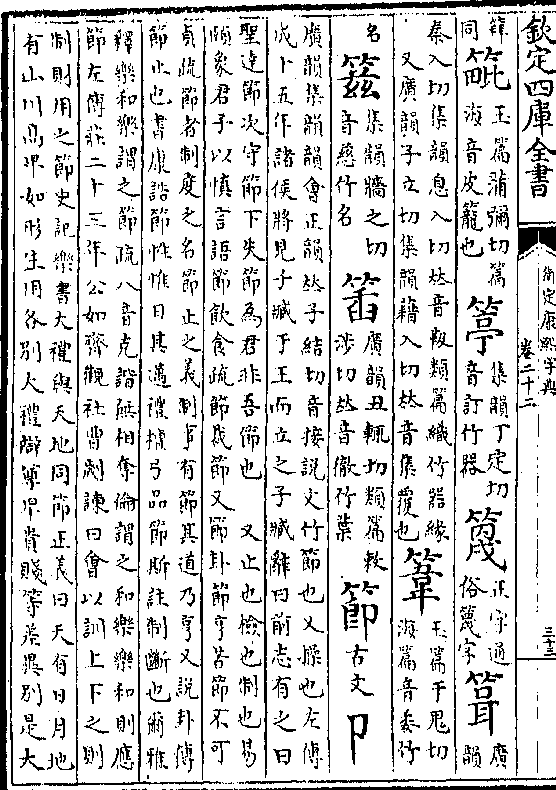 欽定四庫全書
御定康熙字典
卷二十二
三十三
同
玉篇蒲彌切篇
海音皮籠也
集韻丁定切
音訂竹器
正字通
俗篾字
廣
韻
秦入切集韻息入切𠀤音報類篇織竹器緣
又廣韻子立切集韻籍入切𠀤音集覆也
玉篇于鬼切
海篇音委竹
名
集韻牆之切
音慈竹名
廣韻丑輒切類篇敕
涉切𠀤音徹竹葉
節 古文 卩
廣韻集韻韻會正韻𠀤子結切音接說文竹節也又操也左傳
成十五年諸侯將見子臧于王而立之子臧辭曰前志有之曰
聖達節次守節下失節為君非吾節也 又止也檢也制也易
頤象君子以慎言語節飲食疏節裁節又節卦節亨苦節不可
貞疏節者制度之名節止之義制事有節其道乃亨又說卦傳
節止也書康誥節性惟日其邁禮檀弓品節斯註制斷也爾雅
釋樂和樂謂之節疏八音克諧無相奪倫謂之和樂樂和則應
節左傳莊二十三年公如齊觀社曹劌諫曰會以訓上下之則
制則用之節史記樂書大禮與天地同節正義曰天有日月地
有山川高卑如形生用各別大禮辯尊卑貴賤等差異別是大